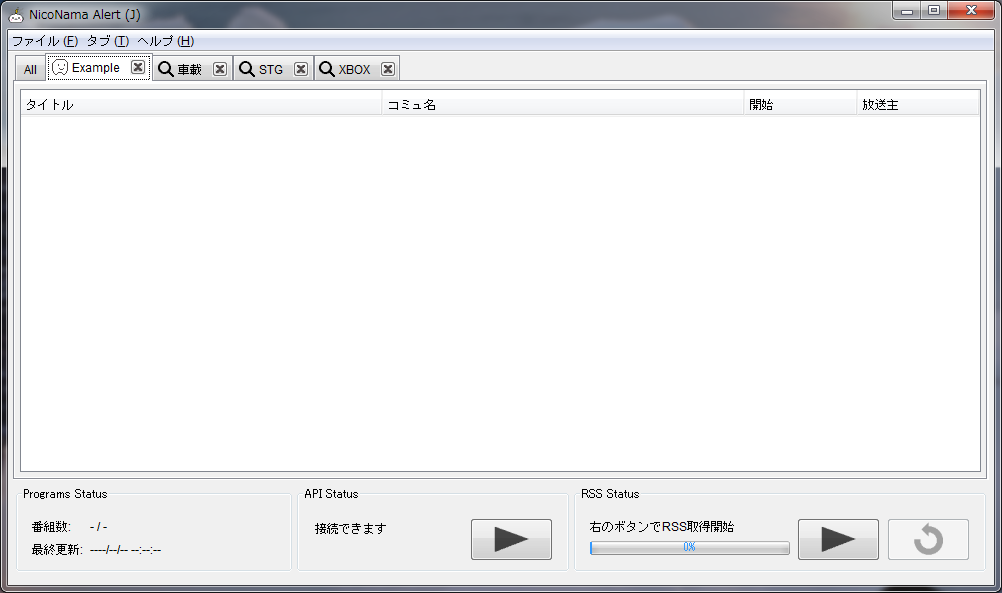 NicoNama Alert (J)
ファイル (F) タブ (T) ヘルプ (H)
All Example 車載 STG XBOX
タイトル コミュ名 開始 放送主
Programs Status API Status RSS Status
番組数: - / -
最終更新: ----/--/-- --:--:--
接続できます
右のボタンでRSS取得開始
0%